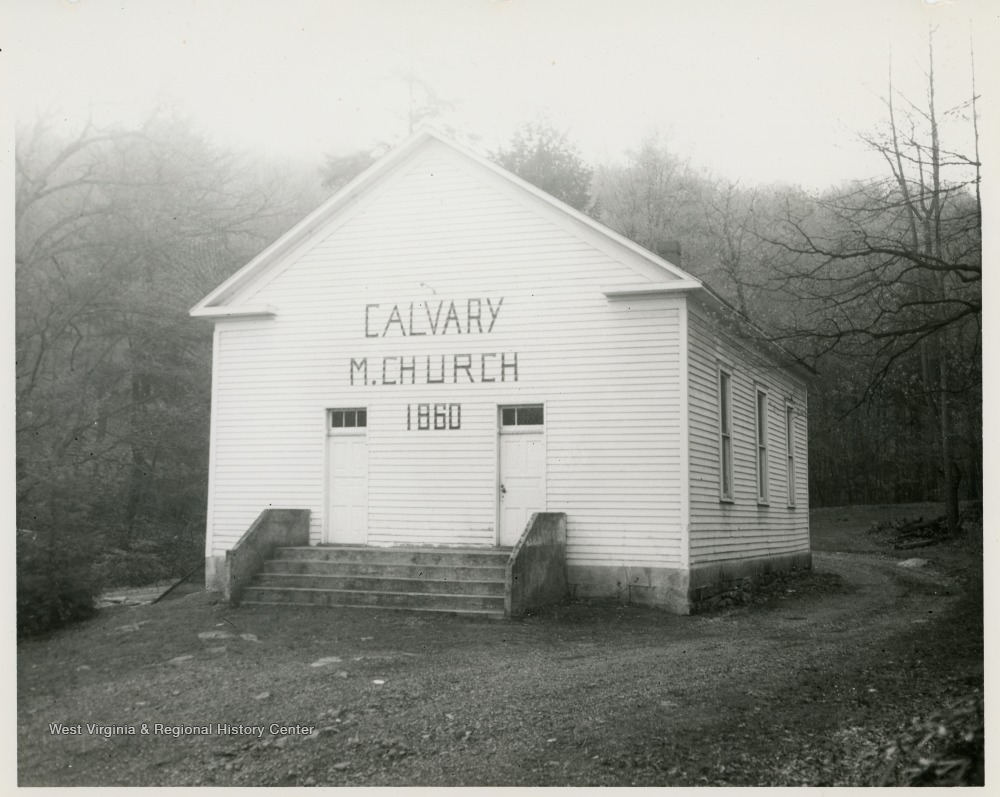 CALVARY
M. CHURCH
1860
West Virginia & Regional History Center